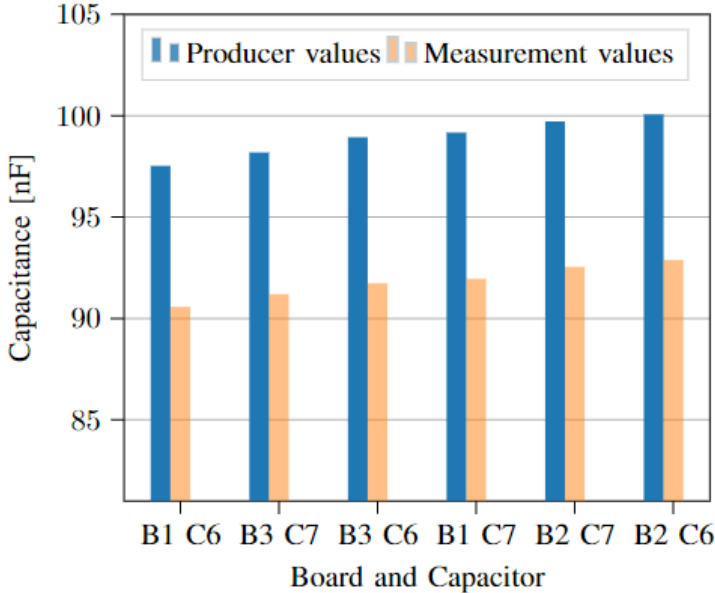 105
Producer values Measurement values
100
95
90
85
Capacitance [nF]
B1 C6 B3 C7 B3 C6 B1 C7 B2 C7 B2 C6
Board and Capacitor